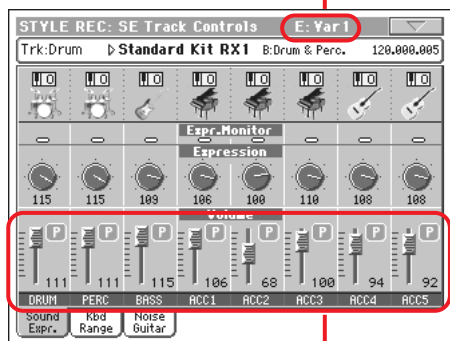 STYLE REC: SE Track Controls E: Var1
Trk:Drum ▷Standard Kit RX1 B:Drum & Perc. 120.000.005
Expr.Monitor
Expression
115 115 109 106 100 110 108 108
Volume
P P P P P P P P
111 111 115 106 68 100 94 92
DRUM PERC BASS ACC1 ACC2 ACC3 ACC4 ACC5
Sound Expr. Kbd Range Noise Guitar